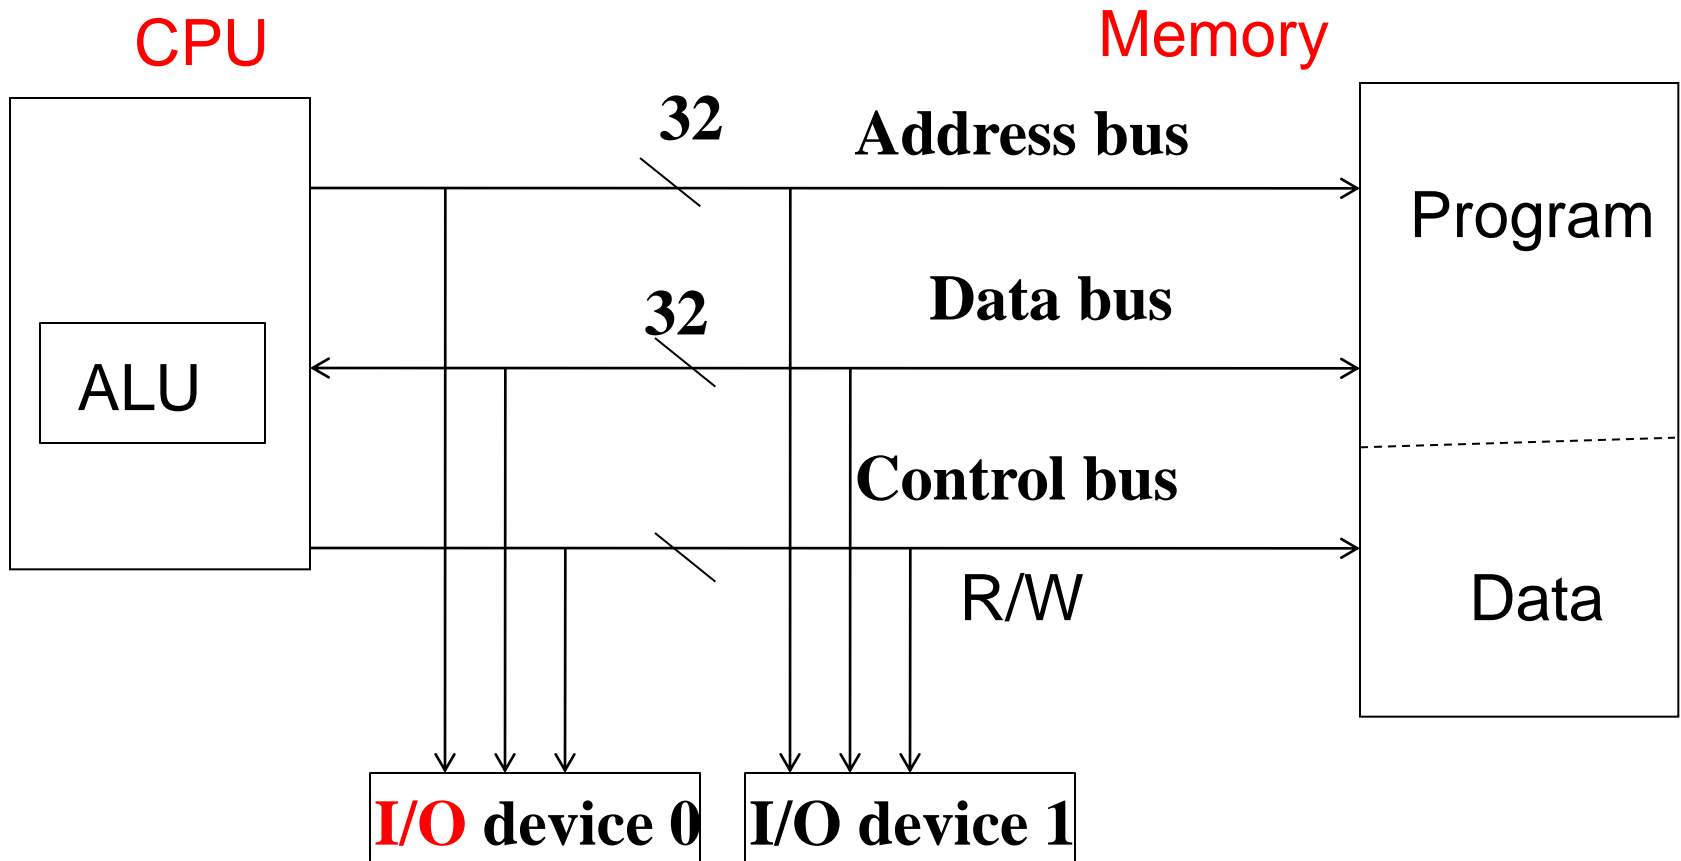 CPU
Memory
32
Address bus
Program
32
Data bus
ALU
Control bus
R/W
Data
I/O device 0
I/O device 1